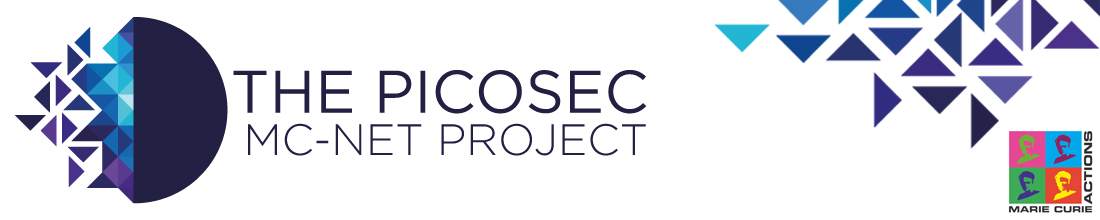 THE PICOSEC
MC-NET PROJECT
MARIE CURIE
ACTIONS